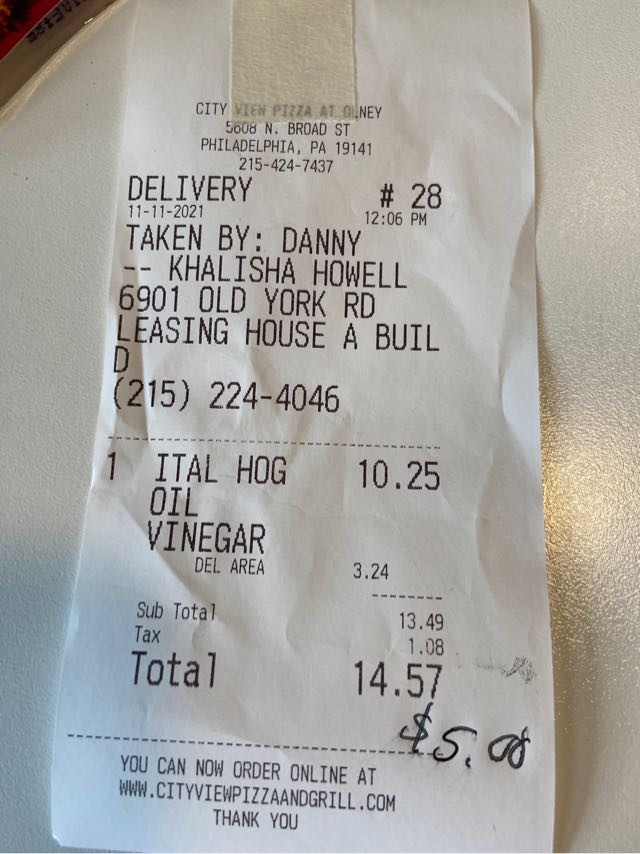 CITY VIEW PIZZA AT OLNEY
5608 N. BROAD ST
PHILADELPHIA, PA 19141
215-424-7437
DELIVERY # 28
11-11-2021 12:06 PM
TAKEN BY: DANNY
-- KHALISHA HOWELL
6901 OLD YORK RD
LEASING HOUSE A BUIL
D
(215) 224-4046
1 ITAL HOG 10.25
OIL
VINEGAR
DEL AREA 3.24
Sub Total 13.49
Tax 1.08
Total 14.57
$5.00
YOU CAN NOW ORDER ONLINE AT
WWW.CITYVIEWPIZZAANDGRILL.COM
THANK YOU